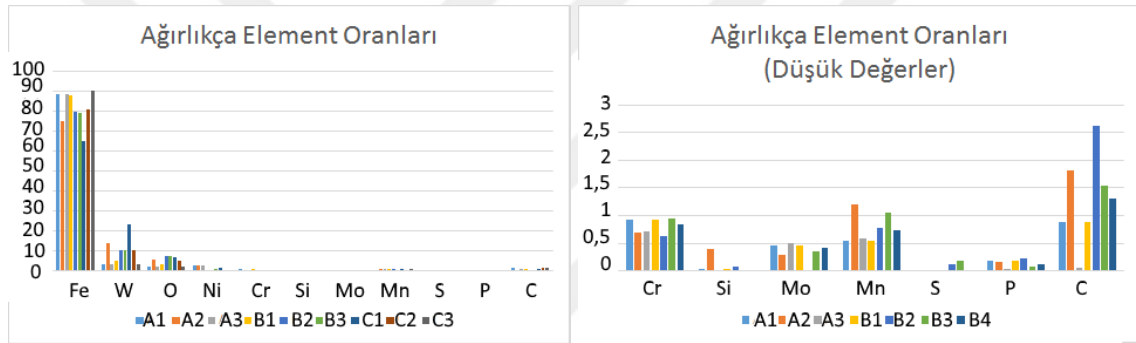 Ağırlıkça Element Oranları
100
90
80
70
60
50
40
30
20
10
0
Fe W O Ni Cr Si Mo Mn S P C
A1 A2 A3 B1 B2 B3 C1 C2 C3
Ağırlıkça Element Oranları
(Düşük Değerler)
3
2,5
2
1,5
1
0,5
0
Cr Si Mo Mn S P C
A1 A2 A3 B1 B2 B3 B4